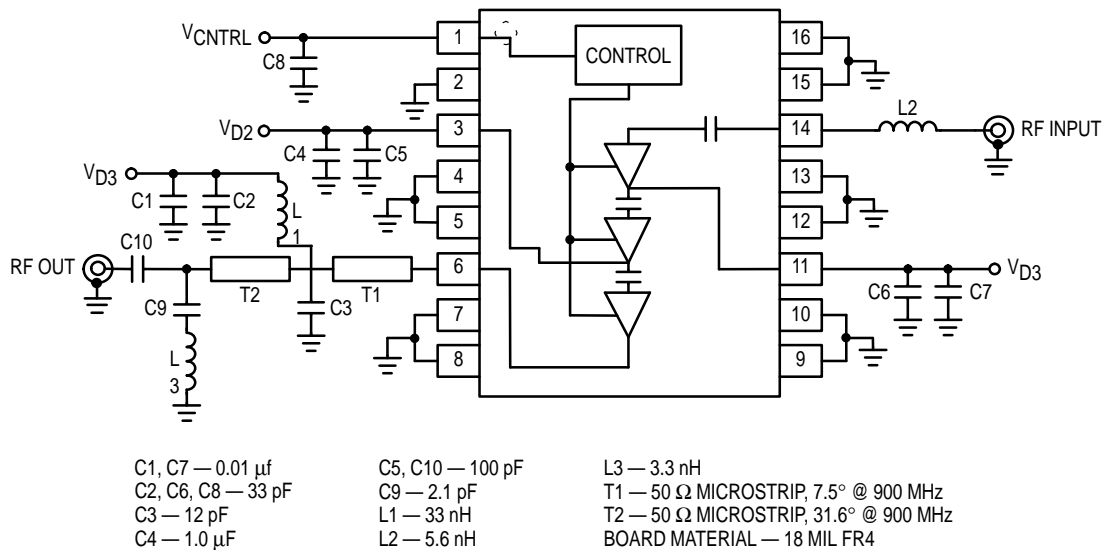 VCNTRL
C8
1
2
VD2
3
C4
C5
VD3
C1
C2
L
1
4
5
C10
RF OUT
T2
T1
6
C9
C3
7
8
L
3
CONTROL
16
15
14
L2
RF INPUT
13
12
11
VD3
C6
C7
10
9
C1, C7 — 0.01 μf
C2, C6, C8 — 33 pF
C3 — 12 pF
C4 — 1.0 μF
C5, C10 — 100 pF
C9 — 2.1 pF
L1 — 33 nH
L2 — 5.6 nH
L3 — 3.3 nH
T1 — 50 Ω MICROSTRIP, 7.5° @ 900 MHz
T2 — 50 Ω MICROSTRIP, 31.6° @ 900 MHz
BOARD MATERIAL — 18 MIL FR4